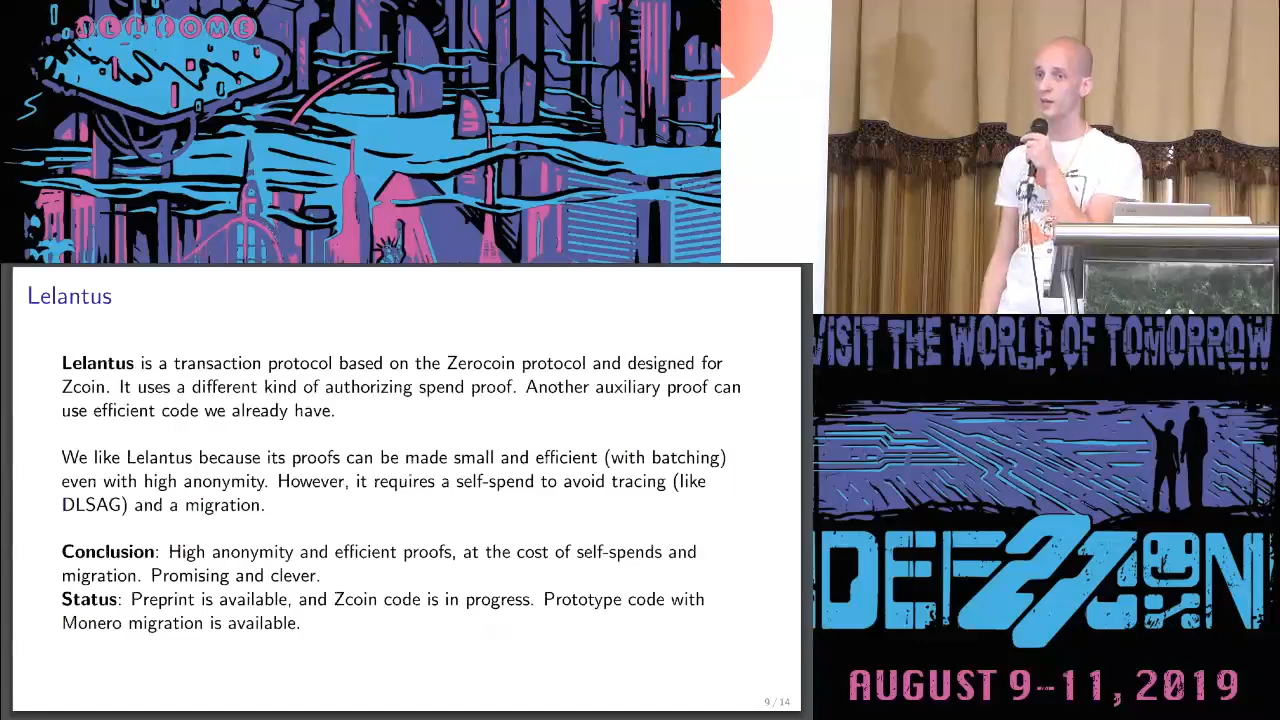 WELCOME
Lelantus
Lelantus is a transaction protocol based on the Zerocoin protocol and designed for
Zcoin. It uses a different kind of authorizing spend proof. Another auxiliary proof can
use efficient code we already have.
We like Lelantus because its proofs can be made small and efficient (with batching)
even with high anonymity. However, it requires a self-spend to avoid tracing (like
DLSAG) and a migration.
Conclusion: High anonymity and efficient proofs, at the cost of self-spends and
migration. Promising and clever.
Status: Preprint is available, and Zcoin code is in progress. Prototype code with
Monero migration is available.
9 / 14
VISIT THE WORLD OF TOMORROW
DEF 27 CON
AUGUST 9-11, 2019